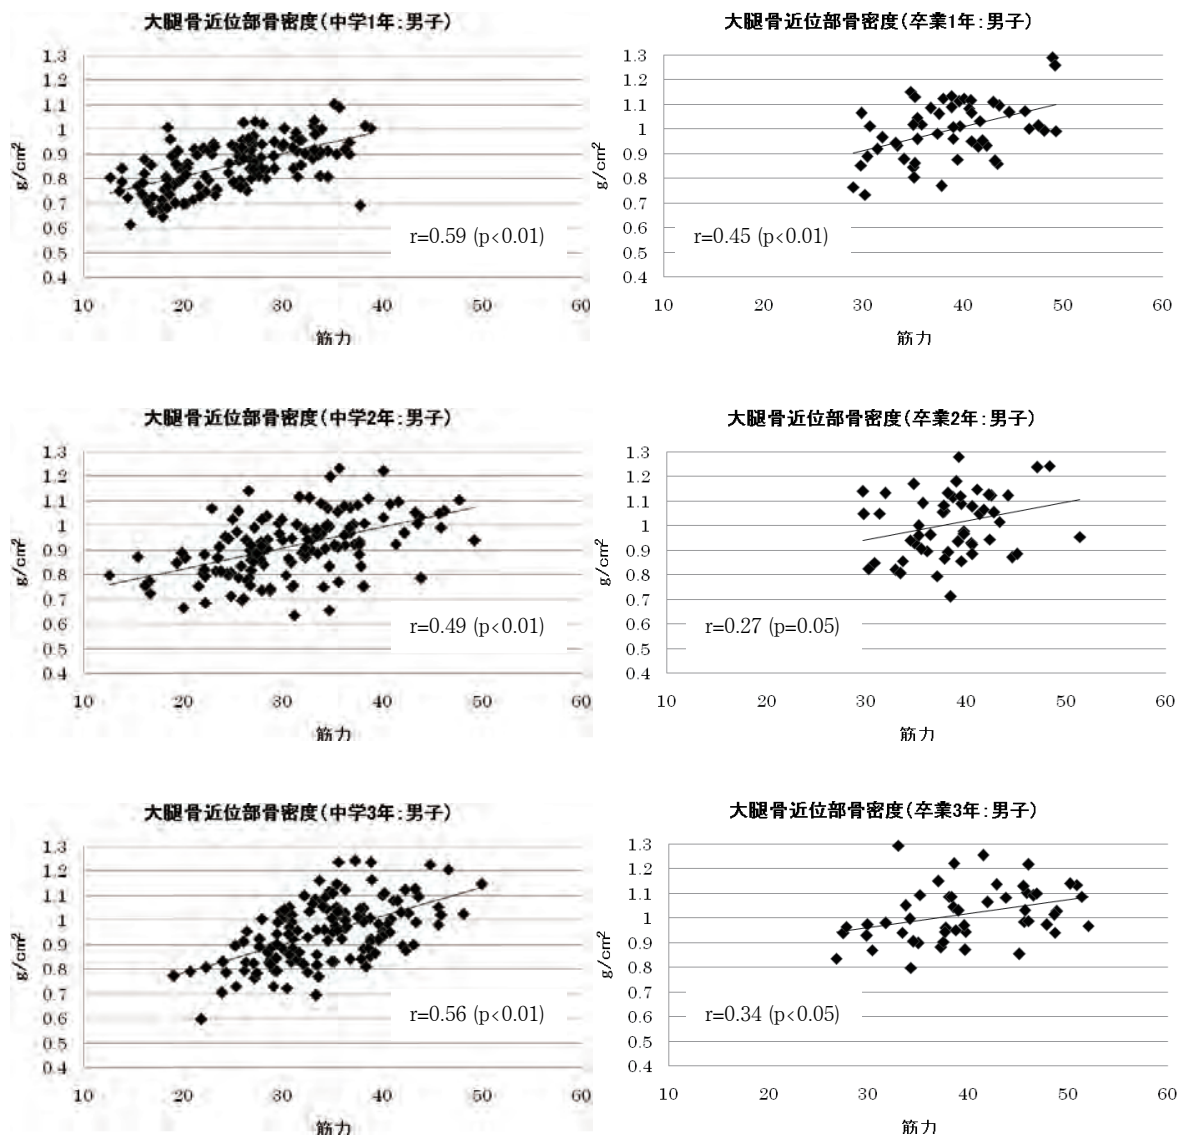 大腿骨近位部骨密度(中学1年:男子)
1.3
1.2
1.1
1
0.9
0.8
0.7
0.6
0.5
0.4
g/cm²
r=0.59 (p<0.01)
10 20 30 40 50 60
筋力
大腿骨近位部骨密度(卒業1年:男子)
1.3
1.2
1.1
1
0.9
0.8
0.7
0.6
0.5
0.4
g/cm²
r=0.45 (p<0.01)
10 20 30 40 50 60
筋力
大腿骨近位部骨密度(中学2年:男子)
1.3
1.2
1.1
1
0.9
0.8
0.7
0.6
0.5
0.4
g/cm²
r=0.49 (p<0.01)
10 20 30 40 50 60
筋力
大腿骨近位部骨密度(卒業2年:男子)
1.3
1.2
1.1
1
0.9
0.8
0.7
0.6
0.5
0.4
g/cm²
r=0.27 (p=0.05)
10 20 30 40 50 60
筋力
大腿骨近位部骨密度(中学3年:男子)
1.3
1.2
1.1
1
0.9
0.8
0.7
0.6
0.5
0.4
g/cm²
r=0.56 (p<0.01)
10 20 30 40 50 60
筋力
大腿骨近位部骨密度(卒業3年:男子)
1.3
1.2
1.1
1
0.9
0.8
0.7
0.6
0.5
0.4
g/cm²
r=0.34 (p<0.05)
10 20 30 40 50 60
筋力